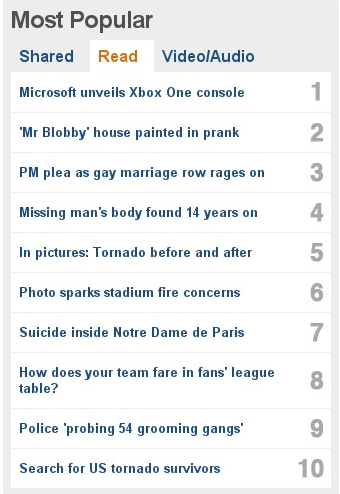 Most Popular
Shared Read Video/Audio
Microsoft unveils Xbox One console 1
'Mr Blobby' house painted in prank 2
PM plea as gay marriage row rages on 3
Missing man's body found 14 years on 4
In pictures: Tornado before and after 5
Photo sparks stadium fire concerns 6
Suicide inside Notre Dame de Paris 7
How does your team fare in fans' league 8
table?
Police 'probing 54 grooming gangs' 9
Search for US tornado survivors 10